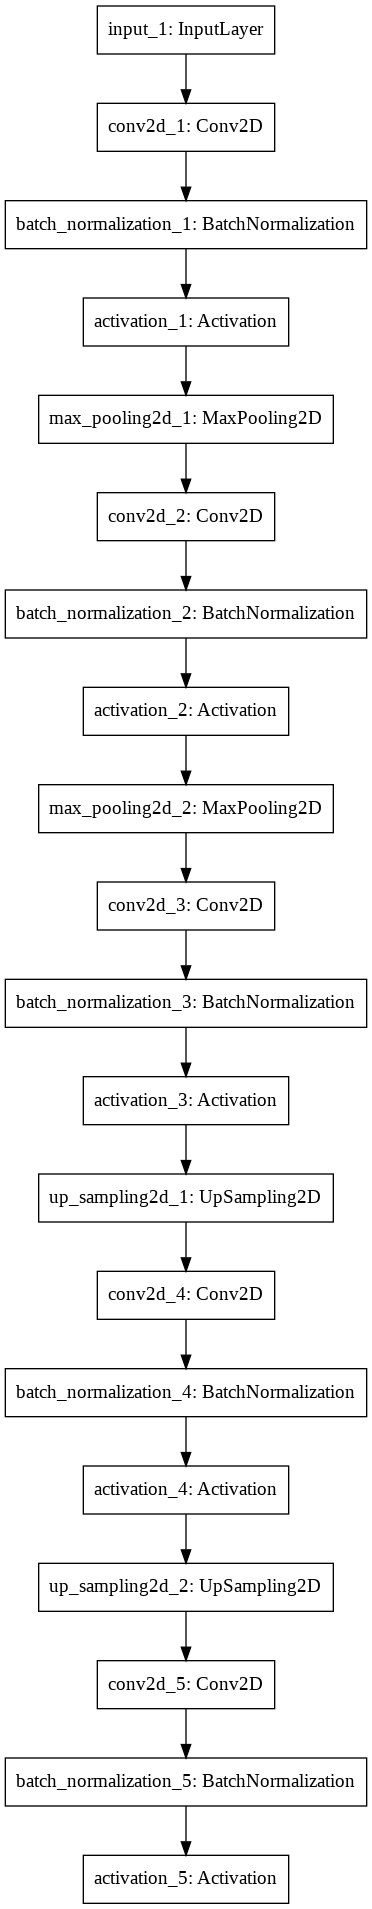 input_1: InputLayer
conv2d_1: Conv2D
batch_normalization_1: BatchNormalization
activation_1: Activation
max_pooling2d_1: MaxPooling2D
conv2d_2: Conv2D
batch_normalization_2: BatchNormalization
activation_2: Activation
max_pooling2d_2: MaxPooling2D
conv2d_3: Conv2D
batch_normalization_3: BatchNormalization
activation_3: Activation
up_sampling2d_1: UpSampling2D
conv2d_4: Conv2D
batch_normalization_4: BatchNormalization
activation_4: Activation
up_sampling2d_2: UpSampling2D
conv2d_5: Conv2D
batch_normalization_5: BatchNormalization
activation_5: Activation